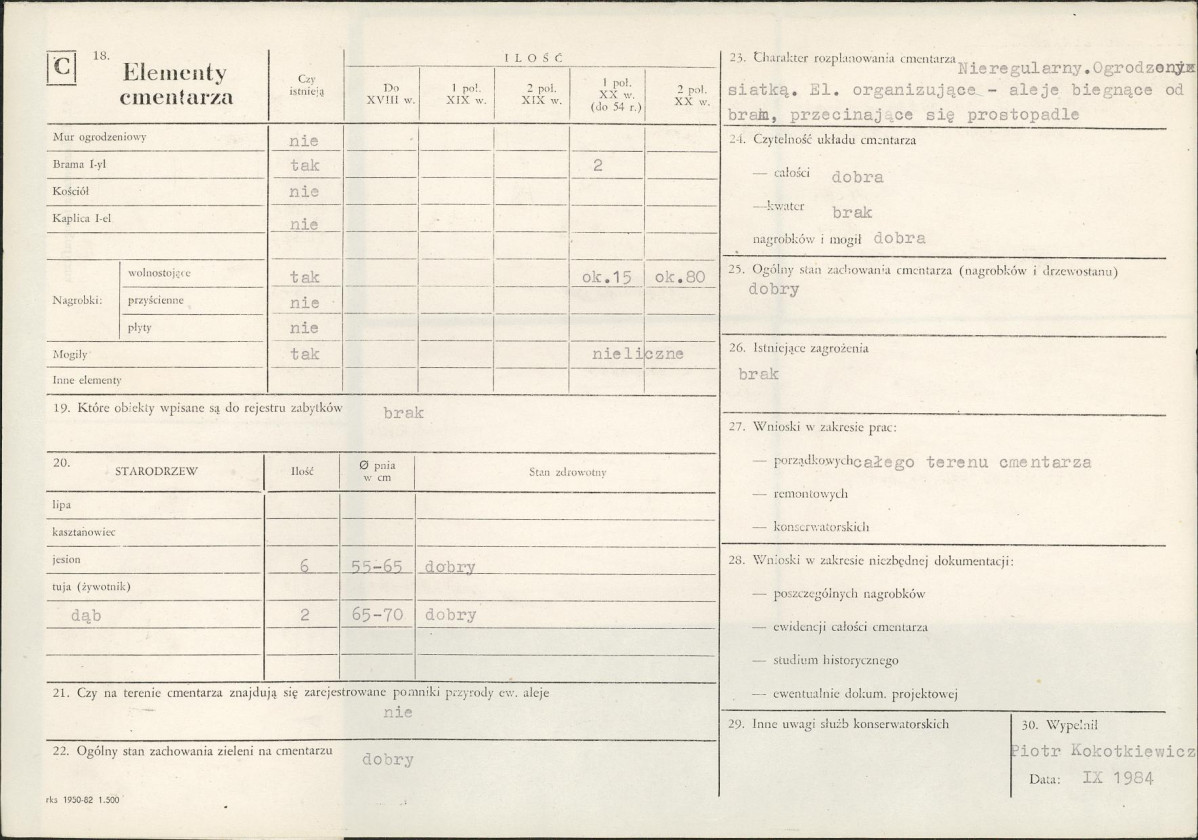 C 18. Elementy cmentarza
Czy istnieją
ILOŚĆ
Do XVIII w.
1 poł. XIX w.
2 poł. XIX w.
1 poł. XX w. (do 54 r.)
2 poł. XX w.
Mur ogrodzeniowy nie
Brama I-yl tak 2
Kościół nie
Kaplica I-el nie
Nagrobki:
wolnostojące tak ok.15 ok.80
przyścienne nie
płyty nie
Mogiły tak nieliczne
Inne elementy
19. Które obiekty wpisane są do rejestru zabytków brak
20. STARODRZEW Ilość Ø pnia w cm Stan zdrowotny
lipa
kasztanowiec
jesion 6 55-65 dobry
tuja (żywotnik)
dąb 2 65-70 dobry
21. Czy na terenie cmentarza znajdują się zarejestrowane pomniki przyrody ew. aleje
nie
22. Ogólny stan zachowania zieleni na cmentarzu dobry
rks 1950-82 1.500
23. Charakter rozplanowania cmentarza Nieregularny. Ogrodzony
siatką. El. organizujące - aleje biegnące od
bram, przecinające się prostopadle
24. Czytelność układu cmentarza
— całości dobra
—kwater brak
nagrobków i mogił dobra
25. Ogólny stan zachowania cmentarza (nagrobków i drzewostanu)
dobry
26. Istniejące zagrożenia
brak
27. Wnioski w zakresie prac:
— porządkowych całego terenu cmentarza
— remontowych
— konserwatorskich
28. Wnioski w zakresie niezbędnej dokumentacji:
— poszczególnych nagrobków
— ewidencji całości cmentarza
— studium historycznego
— ewentualnie dokum. projektowej
29. Inne uwagi służb konserwatorskich
30. Wypełnił
Piotr Kokotkiewicz
Data: IX 1984